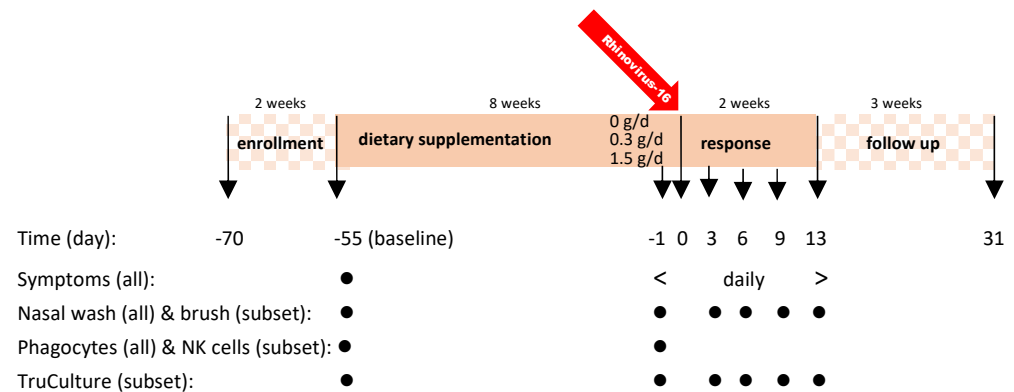 Rhinovirus-16
2 weeks 8 weeks 2 weeks 3 weeks
enrollment dietary supplementation 0 g/d 0.3 g/d 1.5 g/d response follow up
Time (day): -70 -55 (baseline) -1 0 3 6 9 13 31
Symptoms (all): ● < daily >
Nasal wash (all) & brush (subset): ● ● ● ● ● ●
Phagocytes (all) & NK cells (subset): ● ●
TruCulture (subset): ● ● ● ● ● ●